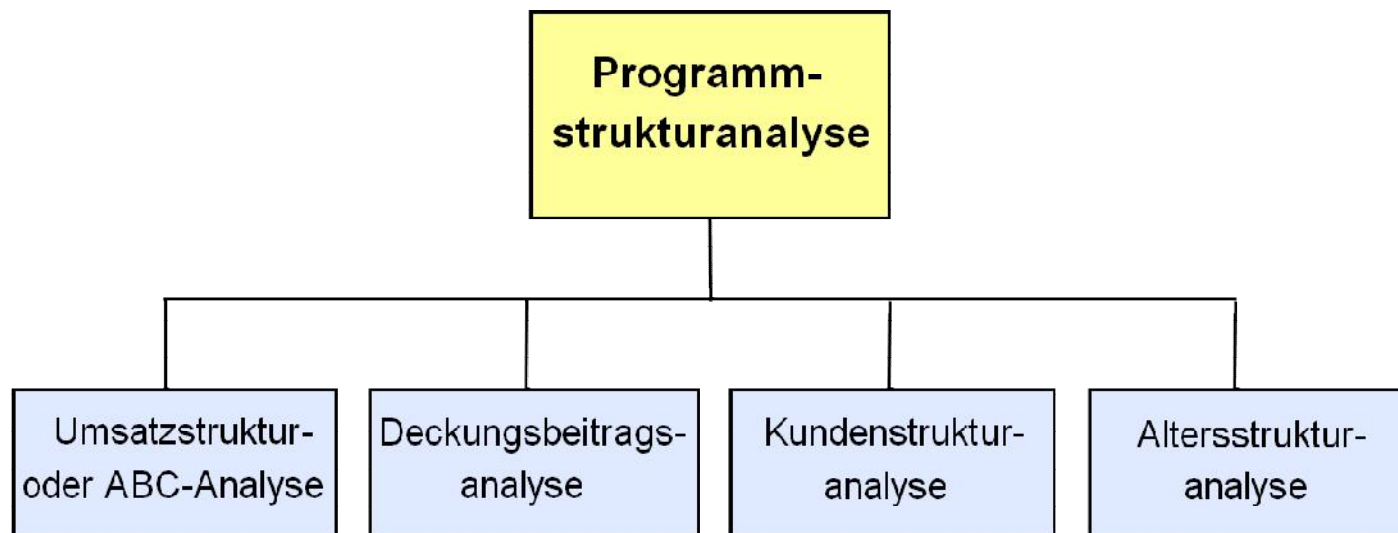 Programm-
strukturanalyse
Umsatzstruktur-
oder ABC-Analyse
Deckungsbeitrags-
analyse
Kundenstruktur-
analyse
Altersstruktur-
analyse